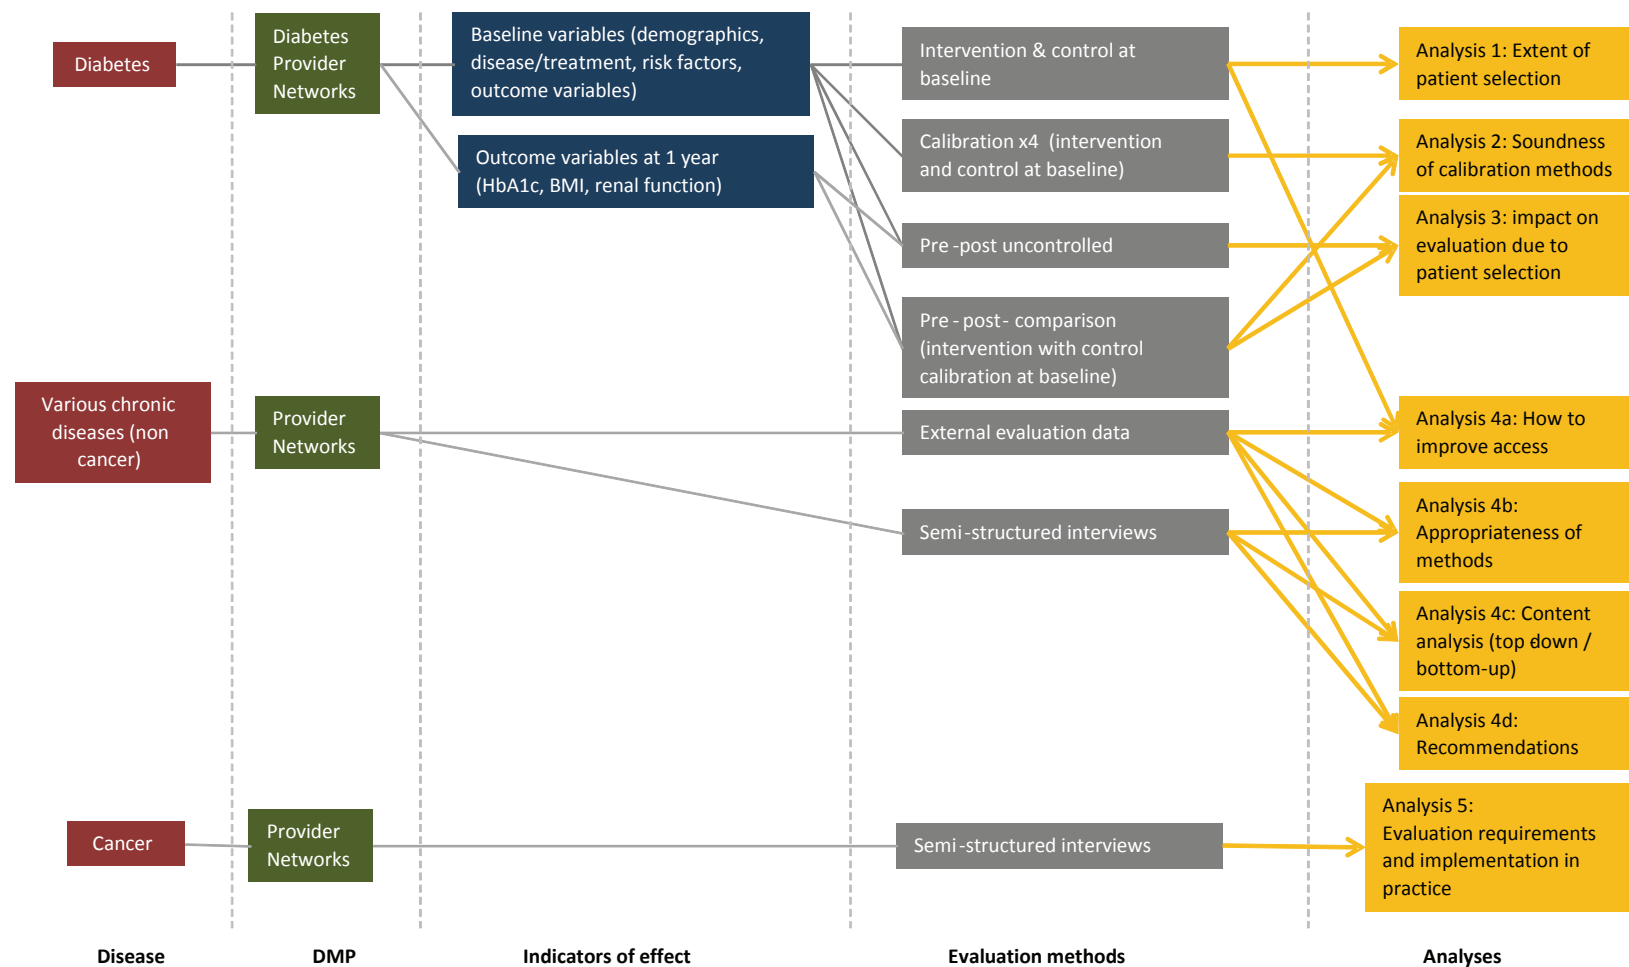 Diabetes
Diabetes
Provider
Networks
Baseline variables (demographics,
disease/treatment, risk factors,
outcome variables)
Outcome variables at 1 year
(HbA1c, BMI, renal function)
Intervention & control at
baseline
Calibration x4 (intervention
and control at baseline)
Pre-post uncontrolled
Pre-post-comparison
(intervention with control
calibration at baseline)
Analysis 1: Extent of
patient selection
Analysis 2: Soundness
of calibration methods
Analysis 3: impact on
evaluation due to
patient selection
Various chronic
diseases (non
cancer)
Provider
Networks
External evaluation data
Semi-structured interviews
Analysis 4a: How to
improve access
Analysis 4b:
Appropriateness of
methods
Analysis 4c: Content
analysis (top down /
bottom-up)
Analysis 4d:
Recommendations
Cancer
Provider
Networks
Semi-structured interviews
Analysis 5:
Evaluation requirements
and implementation in
practice
Disease
DMP
Indicators of effect
Evaluation methods
Analyses